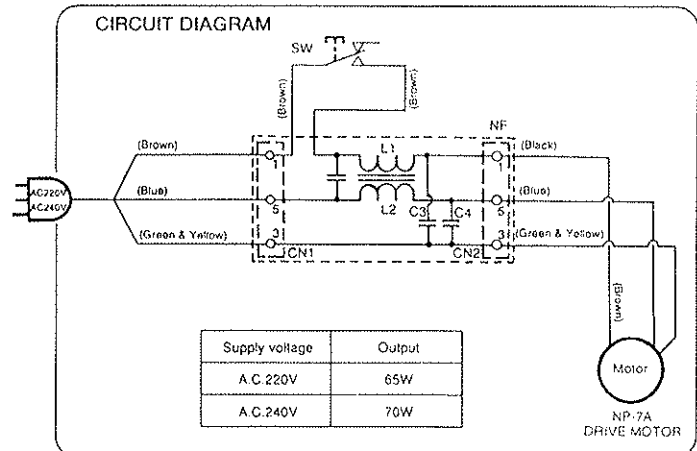 CIRCUIT DIAGRAM
SW
(Brown)
(Brown)
NF
(Brown)
1
L1
1
(Black)
AC220V
AC240V
(Blue)
5
L2
C3
C4
5
(Blue)
(Green & Yellow)
3
CN1
CN2
3
(Green & Yellow)
(Brown)
Supply voltage Output
A.C.220V 65W
A.C.240V 70W
Motor
NP-7A
DRIVE MOTOR